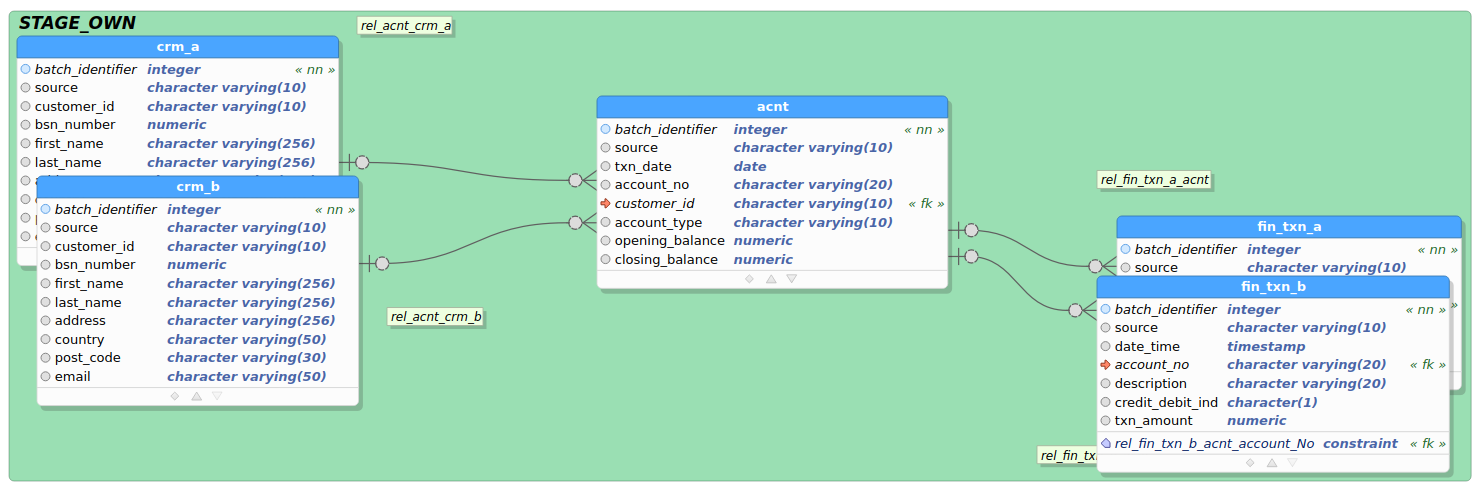 STAGE_OWN
rel_acnt_crm_a
crm_a
batch_identifier integer « nn »
source character varying(10)
customer_id character varying(10)
bsn_number numeric
first_name character varying(256)
last_name character varying(256)
crm_b
batch_identifier integer « nn »
source character varying(10)
customer_id character varying(10)
bsn_number numeric
first_name character varying(256)
last_name character varying(256)
address character varying(256)
country character varying(50)
post_code character varying(30)
email character varying(50)
rel_acnt_crm_b
acnt
batch_identifier integer « nn »
source character varying(10)
txn_date date
account_no character varying(20)
customer_id character varying(10) « fk »
account_type character varying(10)
opening_balance numeric
closing_balance numeric
rel_fin_txn_a_acnt
fin_txn_a
batch_identifier integer « nn »
source character varying(10)
fin_txn_b
batch_identifier integer « nn »
source character varying(10)
date_time timestamp
account_no character varying(20) « fk »
description character varying(20)
credit_debit_ind character(1)
txn_amount numeric
rel_fin_txn_b_acnt_account_No constraint « fk »